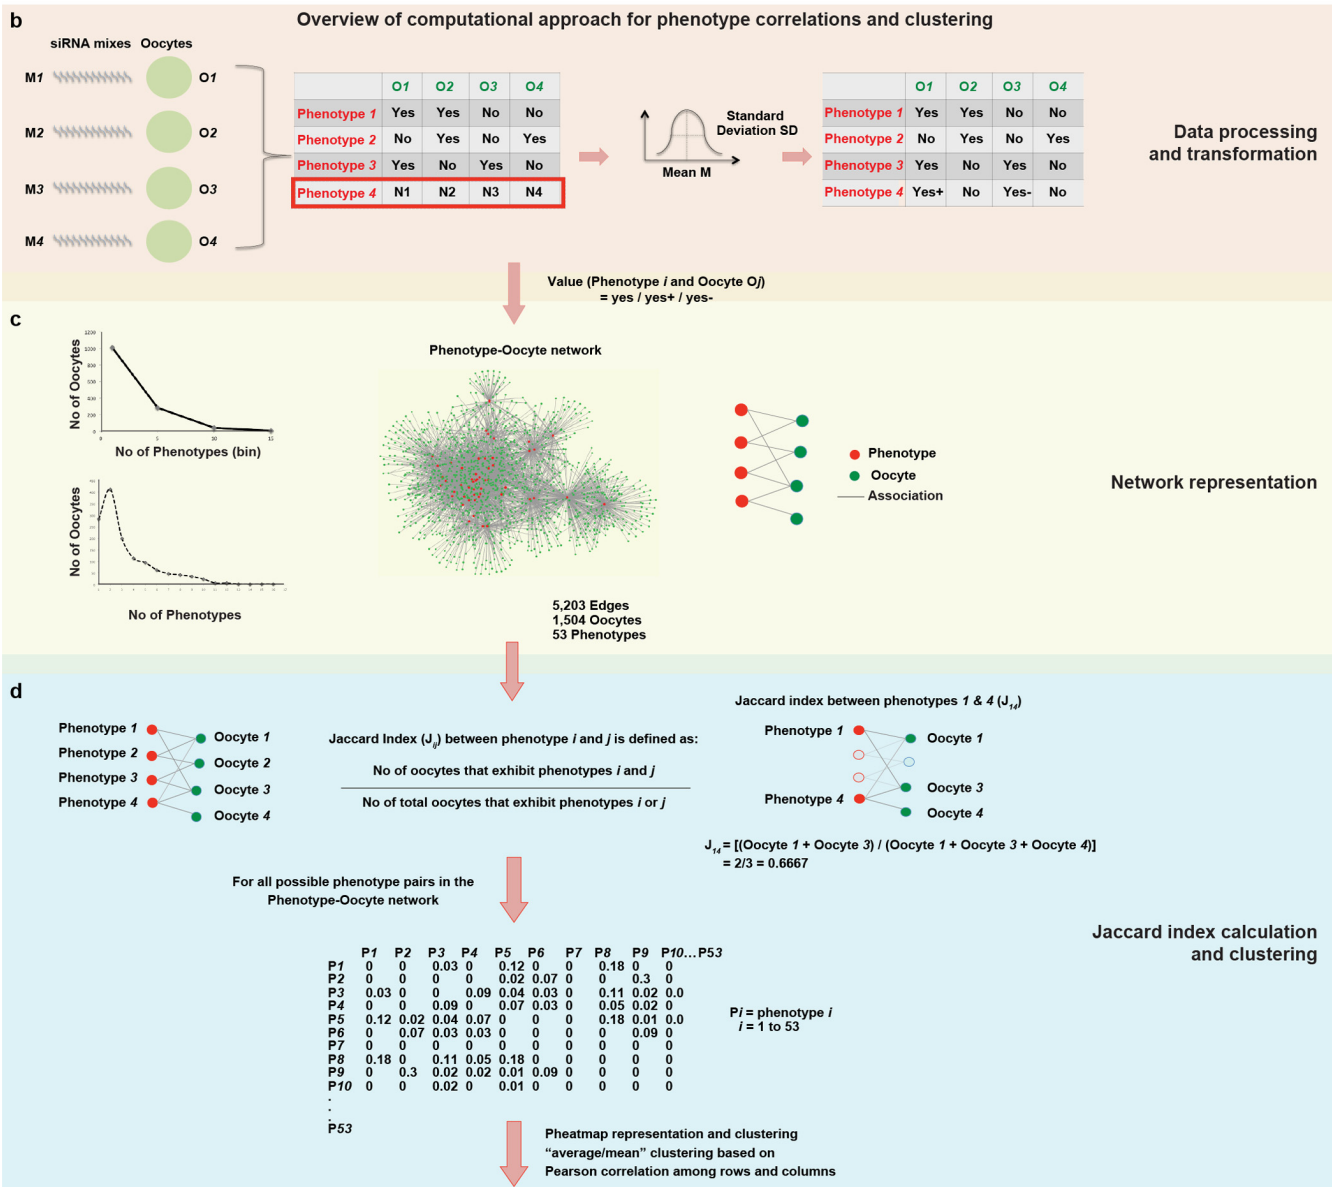 b
Overview of computational approach for phenotype correlations and clustering
siRNA mixes Oocytes
M1 O1
M2 O2
M3 O3
M4 O4
O1 O2 O3 O4
Phenotype 1 Yes Yes No No
Phenotype 2 No Yes No Yes
Phenotype 3 Yes No Yes No
Phenotype 4 N1 N2 N3 N4
Standard
Deviation SD
Mean M
O1 O2 O3 O4
Phenotype 1 Yes Yes No No
Phenotype 2 No Yes No Yes
Phenotype 3 Yes No Yes No
Phenotype 4 Yes+ No Yes- No
Data processing
and transformation
Value (Phenotype i and Oocyte Oj)
= yes / yes+ / yes-
c
No of Oocytes
1200
1000
800
600
400
200
0
0 5 10 15
No of Phenotypes (bin)
No of Oocytes
No of Phenotypes
Phenotype-Oocyte network
5,203 Edges
1,504 Oocytes
53 Phenotypes
Phenotype
Oocyte
Association
Network representation
d
Phenotype 1
Phenotype 2
Phenotype 3
Phenotype 4
Oocyte 1
Oocyte 2
Oocyte 3
Oocyte 4
Jaccard Index (Jij) between phenotype i and j is defined as:
No of oocytes that exhibit phenotypes i and j
No of total oocytes that exhibit phenotypes i or j
Jaccard index between phenotypes 1 & 4 (J14)
Phenotype 1
Phenotype 4
Oocyte 1
Oocyte 3
Oocyte 4
J14 = [(Oocyte 1 + Oocyte 3) / (Oocyte 1 + Oocyte 3 + Oocyte 4)]
= 2/3 = 0.6667
For all possible phenotype pairs in the
Phenotype-Oocyte network
Jaccard index calculation
and clustering
P1 P2 P3 P4 P5 P6 P7 P8 P9 P10...P53
P1 0 0 0.03 0 0.12 0 0 0.18 0 0
P2 0 0 0 0 0.02 0.07 0 0 0.3 0
P3 0.03 0 0 0.09 0.04 0.03 0 0.11 0.02 0.0
P4 0 0 0.09 0 0.07 0.03 0 0.05 0.02 0
P5 0.12 0.02 0.04 0.07 0 0 0 0.18 0.01 0.0
P6 0 0.07 0.03 0.03 0 0 0 0 0.09 0
P7 0 0 0 0 0 0 0 0 0 0
P8 0.18 0 0.11 0.05 0.18 0 0 0 0 0
P9 0 0.3 0.02 0.02 0.01 0.09 0 0 0 0
P10 0 0 0.02 0 0.01 0 0 0 0 0
.
.
.
P53
Pi = phenotype i
i = 1 to 53
Pheatmap representation and clustering
“average/mean” clustering based on
Pearson correlation among rows and columns